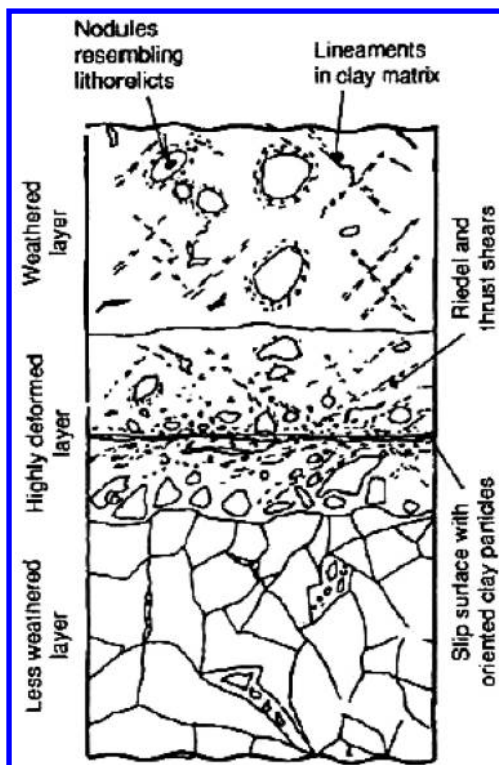 Nodules
resembling
lithorelicts
Lineaments
in clay matrix
Weathered
layer
Highly deformed
layer
Less weathered
layer
Riedel and
thrust shears
Slip surface with
oriented clay panicles